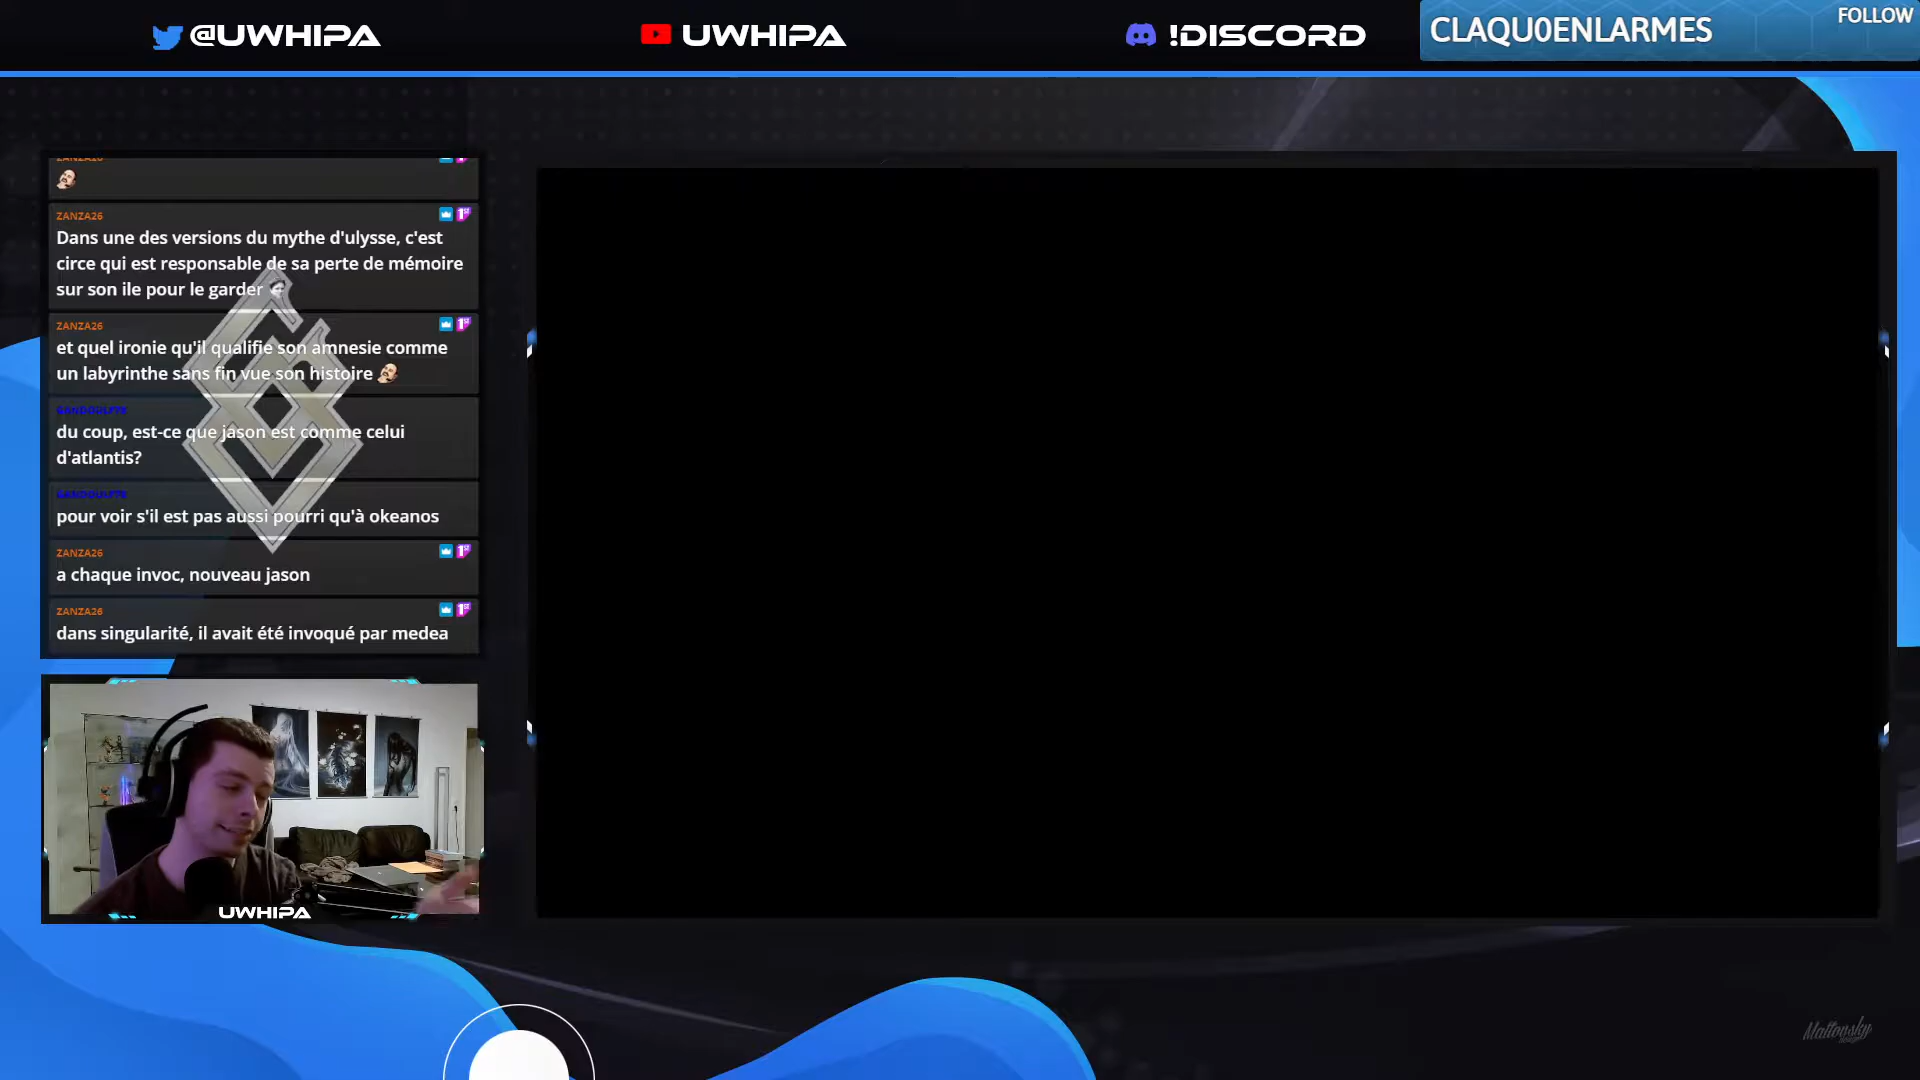 @UWHIPA
UWHIPA
!DISCORD
CLAQU0ENLARMES
FOLLOW
ZANZA26
ZANZA26
Dans une des versions du mythe d'ulysse, c'est
circe qui est responsable de sa perte de mémoire
sur son ile pour le garder
ZANZA26
et quel ironie qu'il qualifie son amnesie comme
un labyrinthe sans fin vue son histoire
du coup, est-ce que jason est comme celui
d'atlantis?
pour voir s'il est pas aussi pourri qu'à okeanos
ZANZA26
a chaque invoc, nouveau jason
ZANZA26
dans singularité, il avait été invoqué par medea
UWHIPA
Mattovsky